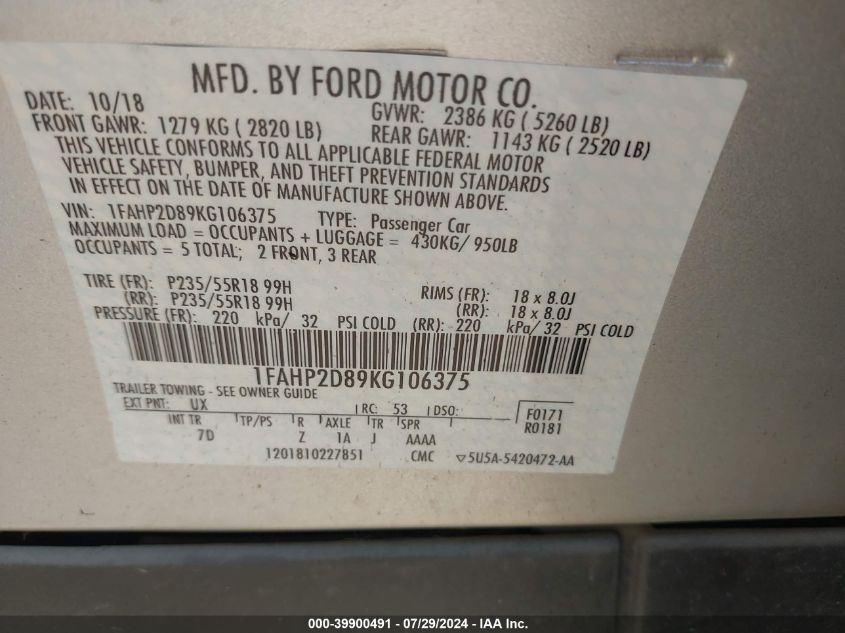 MFD. BY FORD MOTOR CO.
DATE: 10/18 GVWR: 2386 KG ( 5260 LB)
FRONT GAWR: 1279 KG ( 2820 LB) REAR GAWR: 1143 KG ( 2520 LB)
THIS VEHICLE CONFORMS TO ALL APPLICABLE FEDERAL MOTOR
VEHICLE SAFETY, BUMPER, AND THEFT PREVENTION STANDARDS
IN EFFECT ON THE DATE OF MANUFACTURE SHOWN ABOVE.
VIN: 1FAHP2D89KG106375 TYPE: Passenger Car
MAXIMUM LOAD = OCCUPANTS + LUGGAGE = 430KG/ 950LB
OCCUPANTS = 5 TOTAL; 2 FRONT, 3 REAR
TIRE (FR): P235/55R18 99H RIMS (FR): 18 x 8.0J
(RR): P235/55R18 99H (RR): 18 x 8.0J
PRESSURE (FR): 220 kPa/ 32 PSI COLD (RR): 220 kPa/ 32 PSI COLD
1FAHP2D89KG106375
TRAILER TOWING - SEE OWNER GUIDE
EXT PNT: UX RC: 53 DSO: F0171
INT TR TP/PS R AXLE TR SPR R0181
7D Z 1A J AAAA
1201810227851 CMC ▽5U5A-5420472-AA
000-39900491 - 07/29/2024 - IAA Inc.